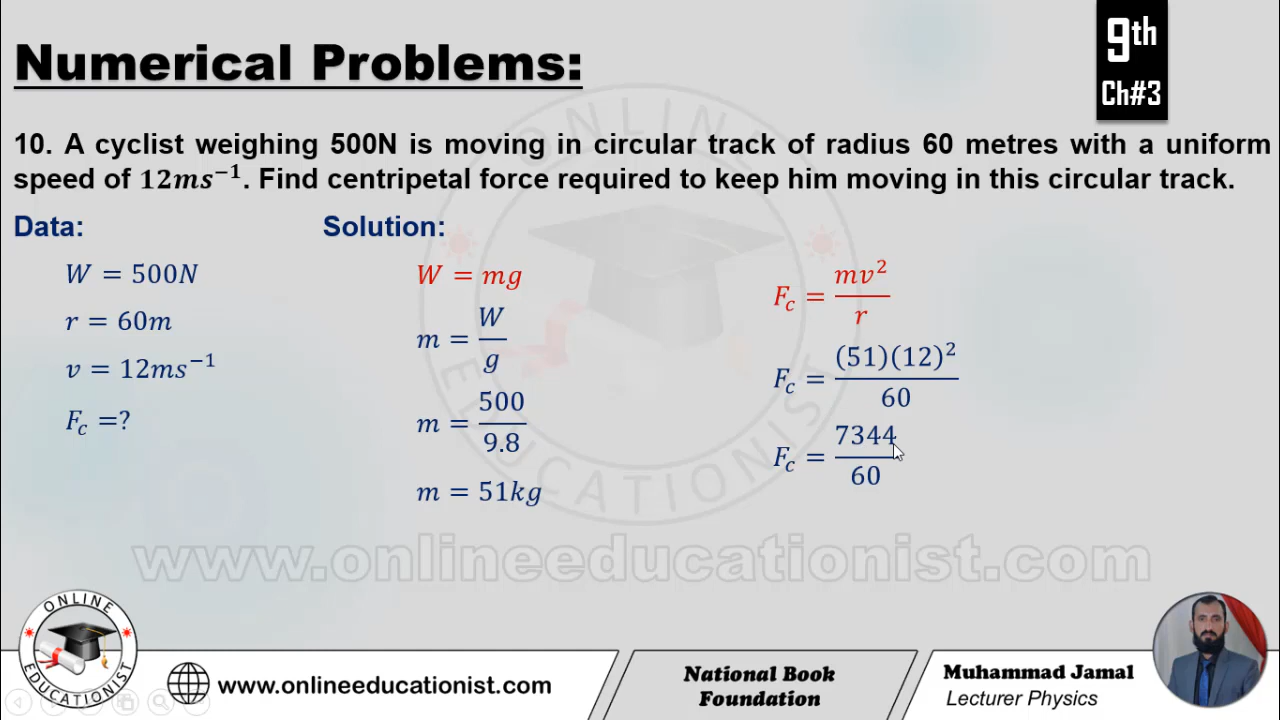 Numerical Problems:
9th
Ch#3
10. A cyclist weighing 500N is moving in circular track of radius 60 metres with a uniform
speed of 12ms⁻¹. Find centripetal force required to keep him moving in this circular track.
Data:
W = 500N
r = 60m
v = 12ms⁻¹
F_c =?
Solution:
W = mg
m = W/g
m = 500/9.8
m = 51kg
F_c = mv²/r
F_c = (51)(12)²/60
F_c = 7344/60
ONLINE
EDUCATIONIST
www.onlineeducationist.com
ONLINE
EDUCATIONIST
www.onlineeducationist.com
National Book
Foundation
Muhammad Jamal
Lecturer Physics